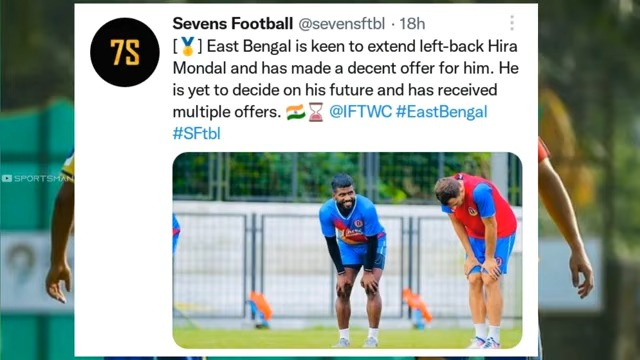 Sevens Football @sevensftbl · 18h
7S
[🥇] East Bengal is keen to extend left-back Hira
Mondal and has made a decent offer for him. He
is yet to decide on his future and has received
multiple offers. 🇮🇳⏳ @IFTWC #EastBengal
#SFtbl
SPORTSMAN